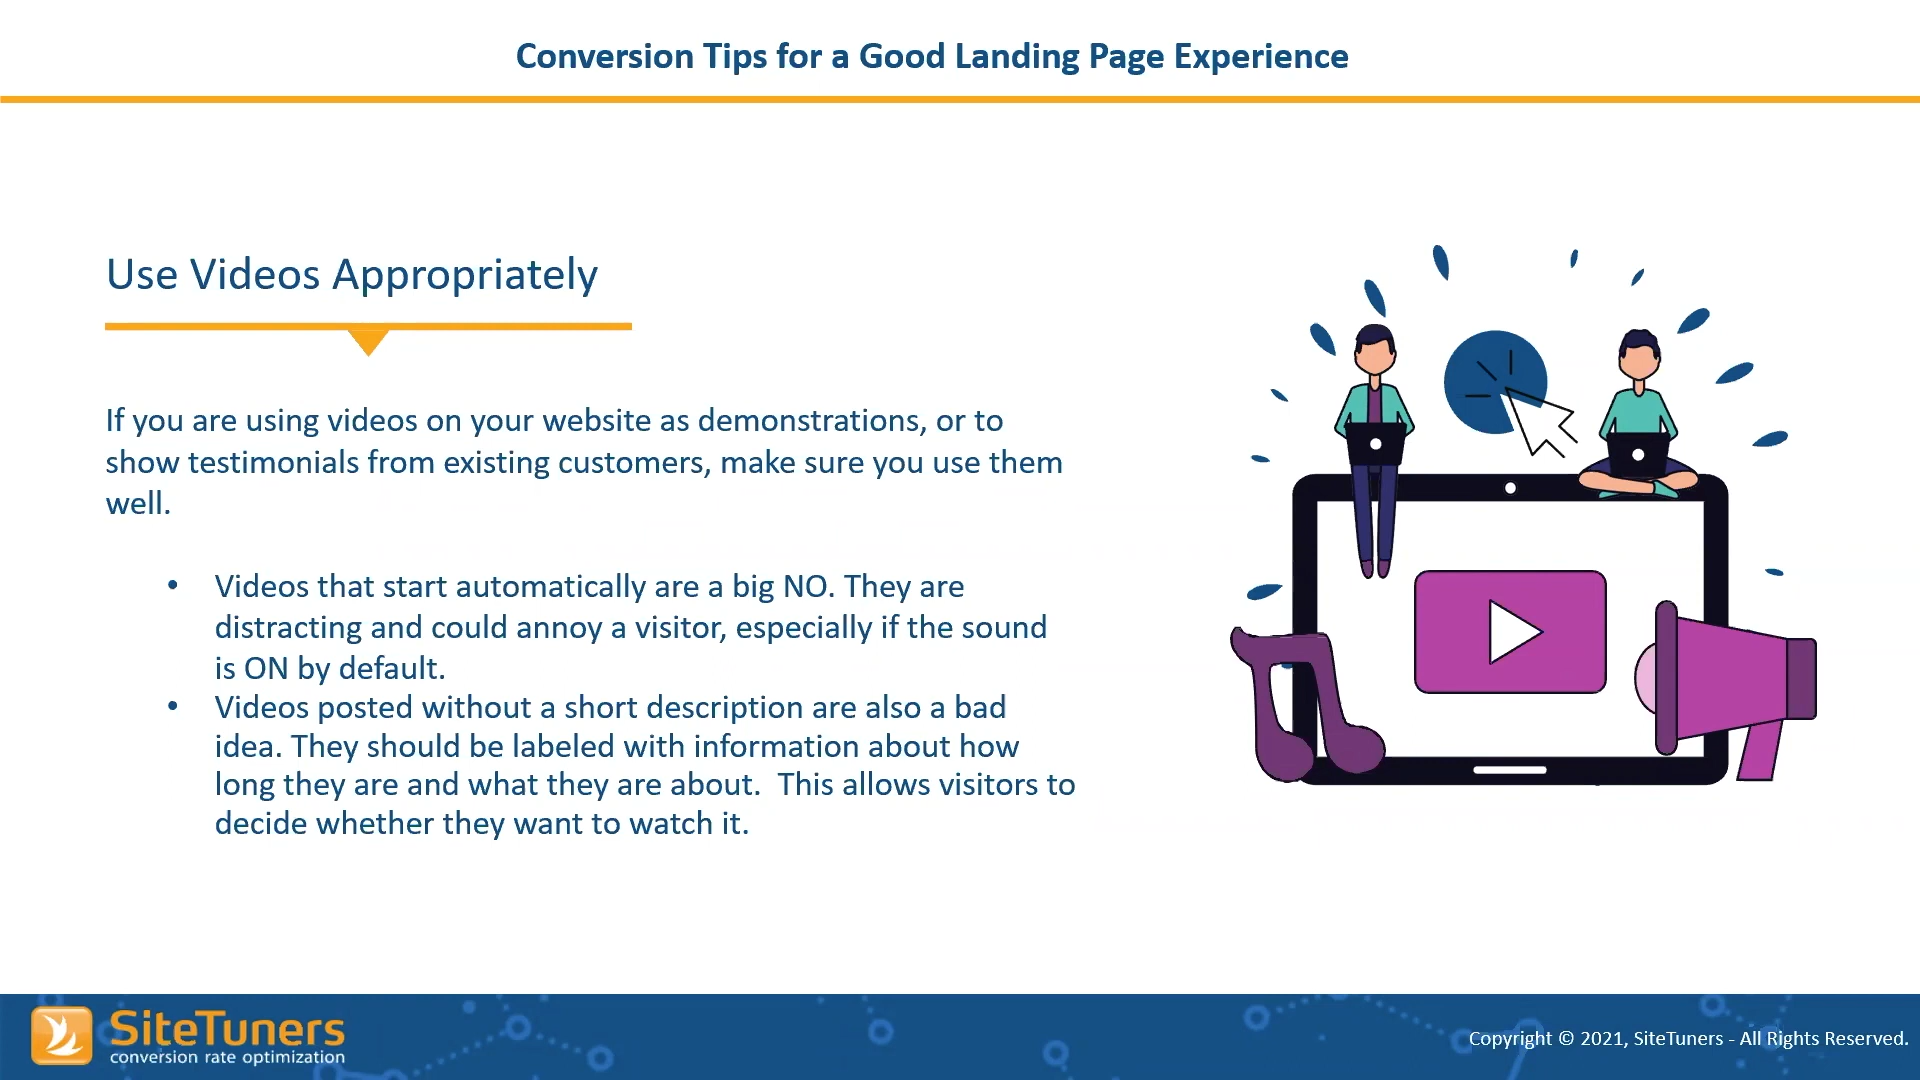 Conversion Tips for a Good Landing Page Experience
Use Videos Appropriately
If you are using videos on your website as demonstrations, or to
show testimonials from existing customers, make sure you use them
well.
• Videos that start automatically are a big NO. They are
distracting and could annoy a visitor, especially if the sound
is ON by default.
• Videos posted without a short description are also a bad
idea. They should be labeled with information about how
long they are and what they are about.  This allows visitors to
decide whether they want to watch it.
SiteTuners
conversion rate optimization
Copyright © 2021, SiteTuners - All Rights Reserved.